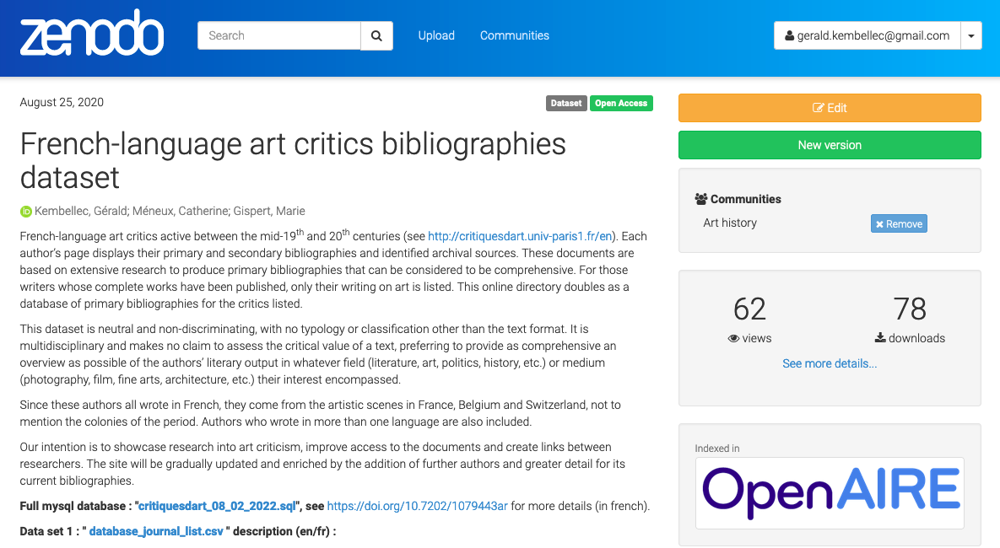 zenodo
Search
Upload
Communities
gerald.kembellec@gmail.com
August 25, 2020
Dataset Open Access
French-language art critics bibliographies
dataset
iD Kembellec, Gérald; Méneux, Catherine; Gispert, Marie
French-language art critics active between the mid-19th and 20th centuries (see http://critiquesdart.univ-paris1.fr/en). Each
author's page displays their primary and secondary bibliographies and identified archival sources. These documents are
based on extensive research to produce primary bibliographies that can be considered to be comprehensive. For those
writers whose complete works have been published, only their writing on art is listed. This online directory doubles as a
database of primary bibliographies for the critics listed.
This dataset is neutral and non-discriminating, with no typology or classification other than the text format. It is
multidisciplinary and makes no claim to assess the critical value of a text, preferring to provide as comprehensive an
overview as possible of the authors' literary output in whatever field (literature, art, politics, history, etc.) or medium
(photography, film, fine arts, architecture, etc.) their interest encompassed.
Since these authors all wrote in French, they come from the artistic scenes in France, Belgium and Switzerland, not to
mention the colonies of the period. Authors who wrote in more than one language are also included.
Our intention is to showcase research into art criticism, improve access to the documents and create links between
researchers. The site will be gradually updated and enriched by the addition of further authors and greater detail for its
current bibliographies.
Full mysql database : "critiquesdart_08_02_2022.sql", see https://doi.org/10.7202/1079443ar for more details (in french).
Data set 1 : " database_journal_list.csv " description (en/fr) :
Edit
New version
Communities
Art history
Remove
62
views
78
downloads
See more details...
Indexed in
OpenAIRE